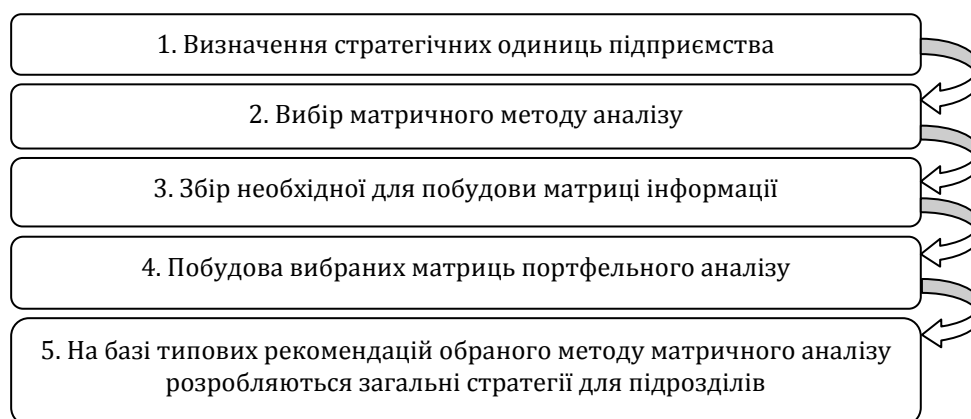 1. Визначення стратегічних одиниць підприємства
2. Вибір матричного методу аналізу
3. Збір необхідної для побудови матриці інформації
4. Побудова вибраних матриць портфельного аналізу
5. На базі типових рекомендацій обраного методу матричного аналізу
розробляються загальні стратегії для підрозділів